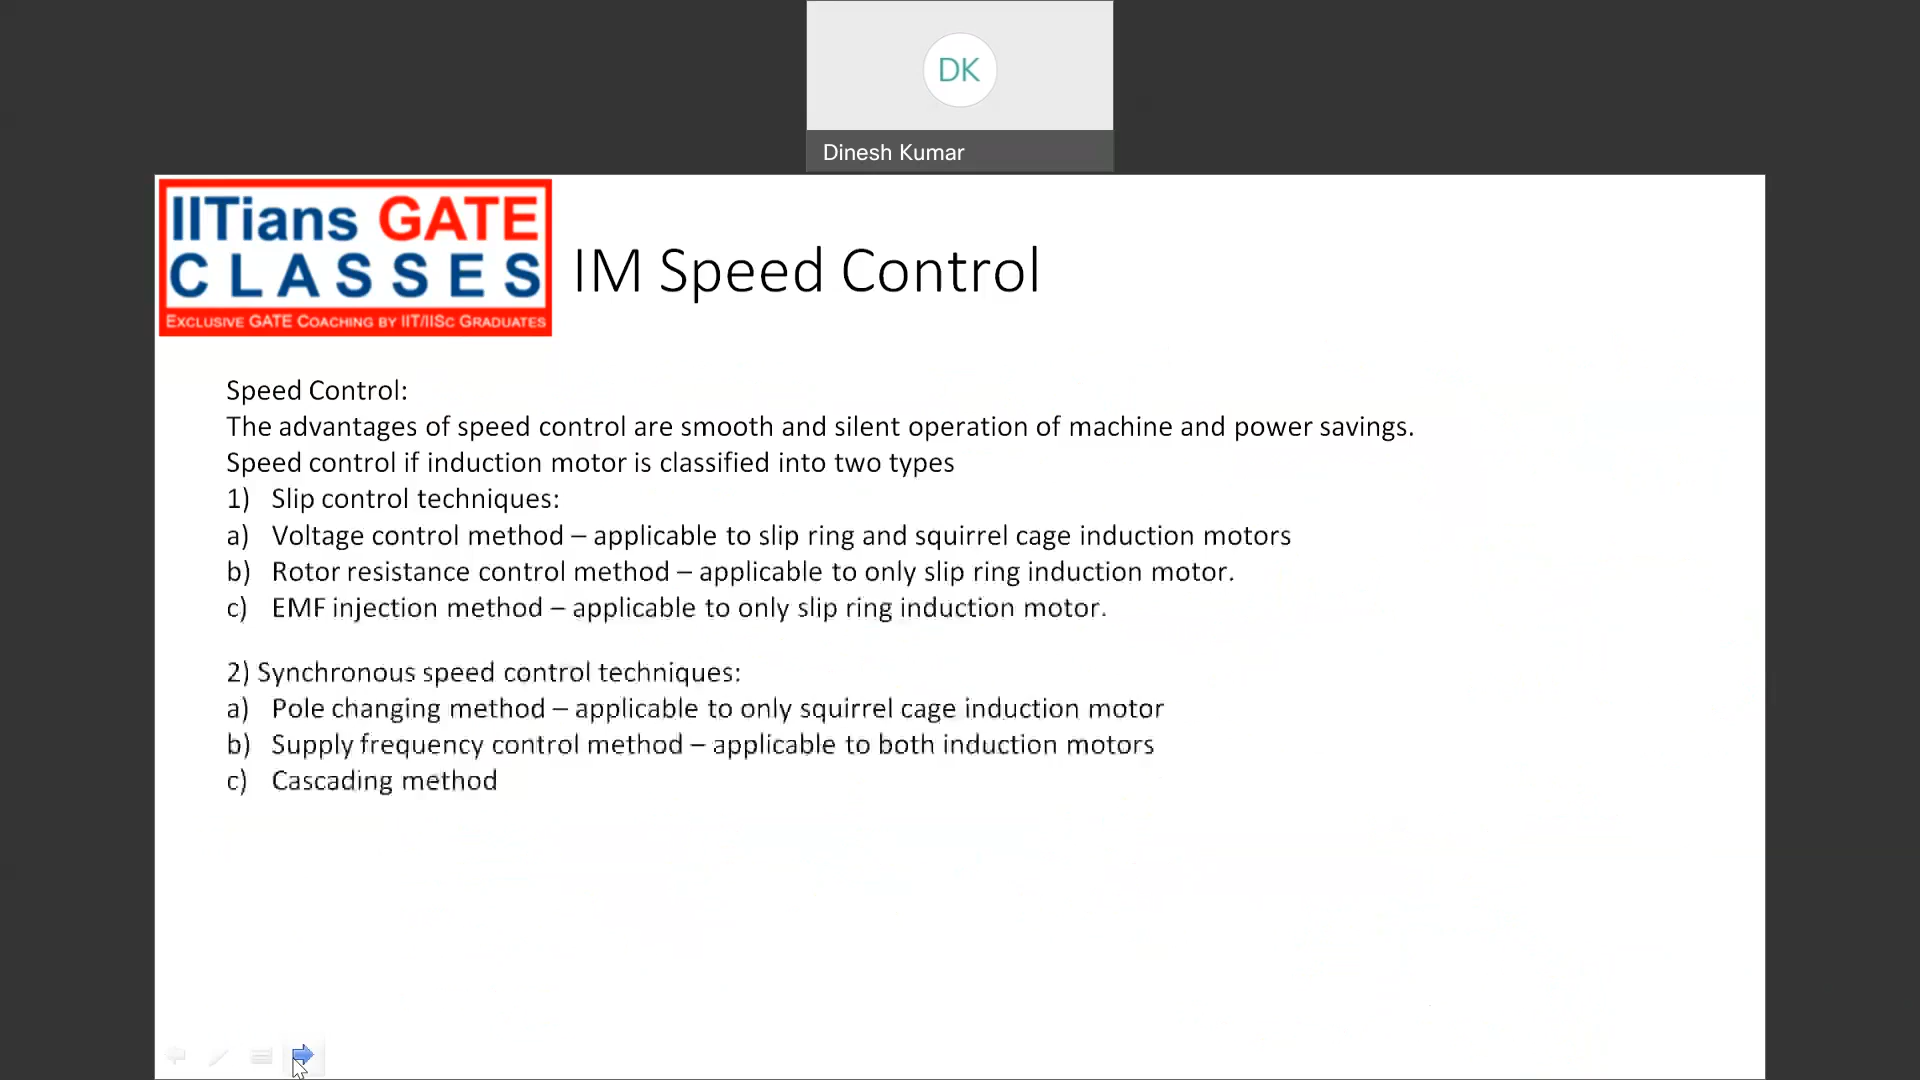 DK
Dinesh Kumar
IITians GATE
CLASSES
EXCLUSIVE GATE COACHING BY IIT/IISC GRADUATES
IM Speed Control
Speed Control:
The advantages of speed control are smooth and silent operation of machine and power savings.
Speed control if induction motor is classified into two types
1) Slip control techniques:
a) Voltage control method – applicable to slip ring and squirrel cage induction motors
b) Rotor resistance control method – applicable to only slip ring induction motor.
c) EMF injection method – applicable to only slip ring induction motor.
2) Synchronous speed control techniques:
a) Pole changing method – applicable to only squirrel cage induction motor
b) Supply frequency control method – applicable to both induction motors
c) Cascading method